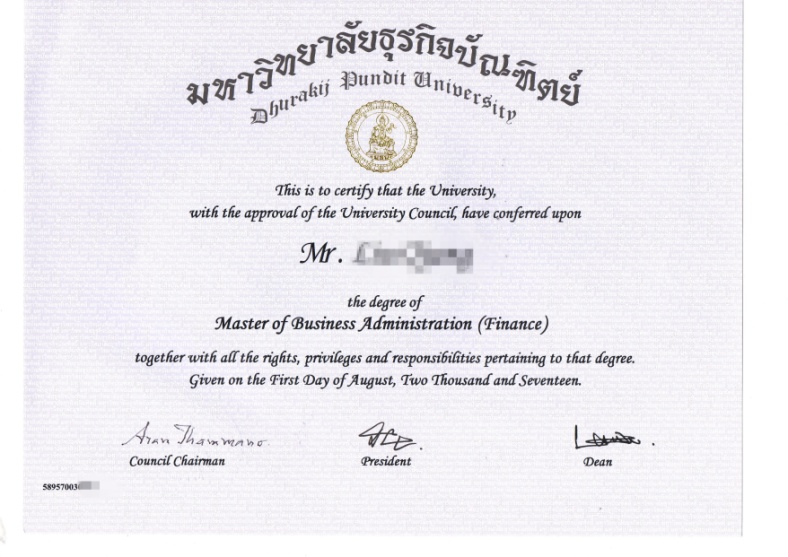 มหาวิทยาลัยธุรกิจบัณฑิตย์
Dhurakij Pundit University
This is to certify that the University,
with the approval of the University Council, have conferred upon
Mr.
the degree of
Master of Business Administration (Finance)
together with all the rights, privileges and responsibilities pertaining to that degree.
Given on the First Day of August, Two Thousand and Seventeen.
Aran Thammano.
Council Chairman
President
Dean
58957003